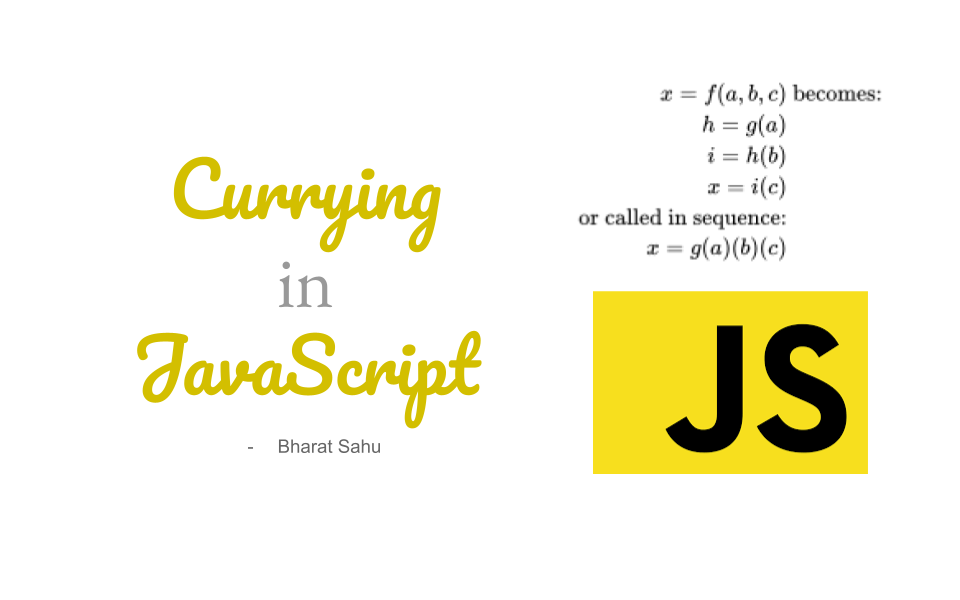 Currying
in
JavaScript
- Bharat Sahu
x = f(a, b, c) becomes:
h = g(a)
i = h(b)
x = i(c)
or called in sequence:
x = g(a)(b)(c)
JS